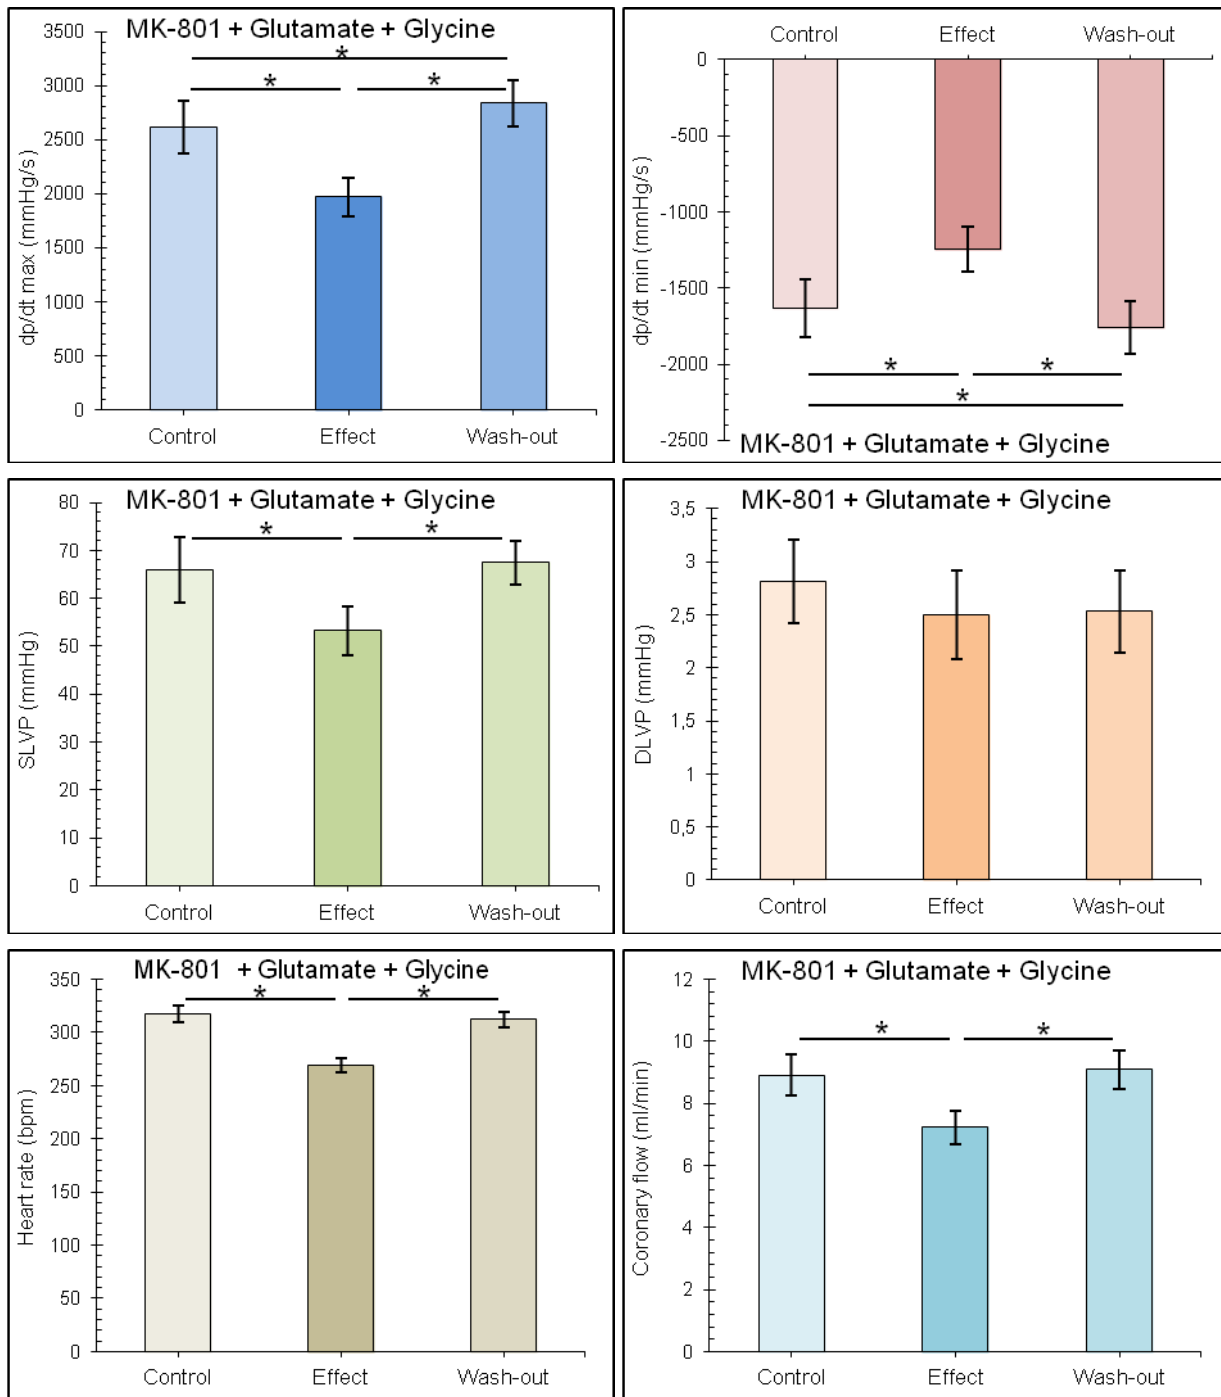 MK-801 + Glutamate + Glycine
dp/dt max (mmHg/s)
3500
3000
2500
2000
1500
1000
500
0
*
* *
Control Effect Wash-out
Control Effect Wash-out
dp/dt min (mmHg/s)
0
-500
-1000
-1500
-2000
-2500
* *
*
MK-801 + Glutamate + Glycine
MK-801 + Glutamate + Glycine
SLVP (mmHg)
80
70
60
50
40
30
20
10
0
* *
Control Effect Wash-out
MK-801 + Glutamate + Glycine
DLVP (mmHg)
3,5
3
2,5
2
1,5
1
0,5
0
Control Effect Wash-out
MK-801 + Glutamate + Glycine
Heart rate (bpm)
350
300
250
200
150
100
50
0
* *
Control Effect Wash-out
MK-801 + Glutamate + Glycine
Coronary flow (ml/min)
12
10
8
6
4
2
0
* *
Control Effect Wash-out